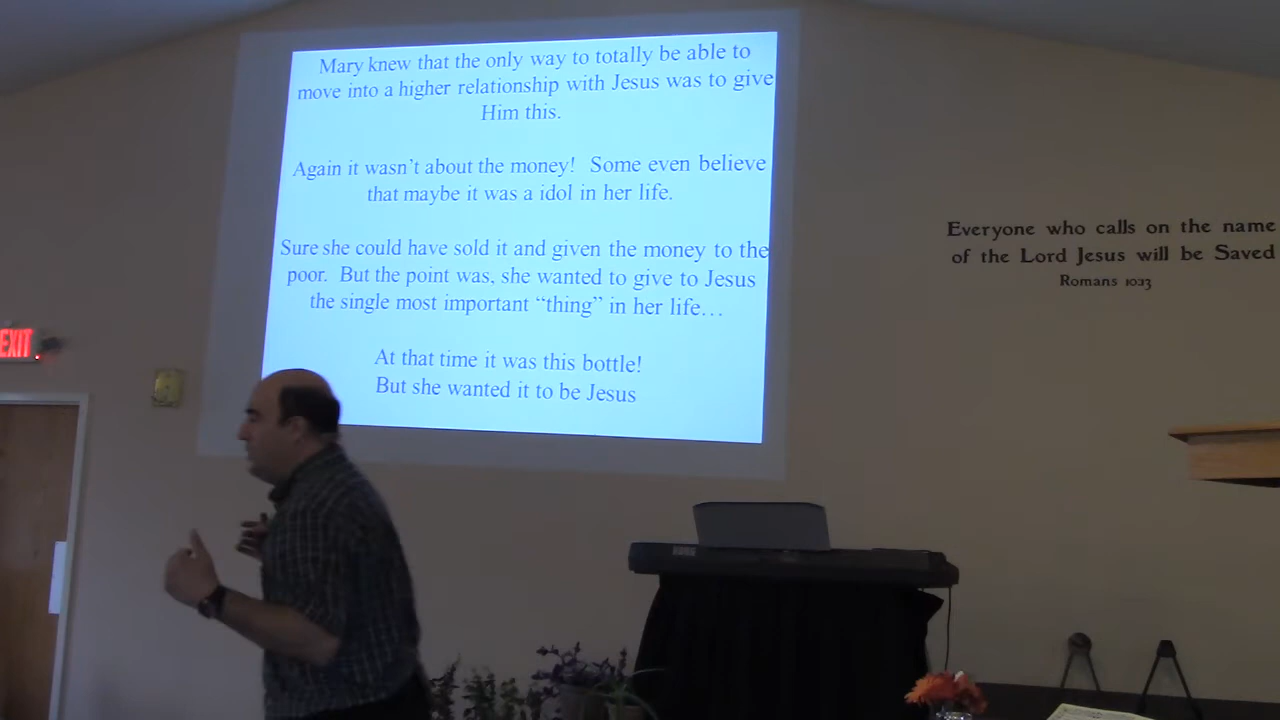 Mary knew that the only way to totally be able to
move into a higher relationship with Jesus was to give
Him this.
Again it wasn't about the money!  Some even believe
that maybe it was a idol in her life.
Sure she could have sold it and given the money to the
poor.  But the point was, she wanted to give to Jesus
the single most important “thing” in her life…
At that time it was this bottle!
But she wanted it to be Jesus
Everyone who calls on the name
of the Lord Jesus will be Saved
Romans 10:13
EXIT
KORG